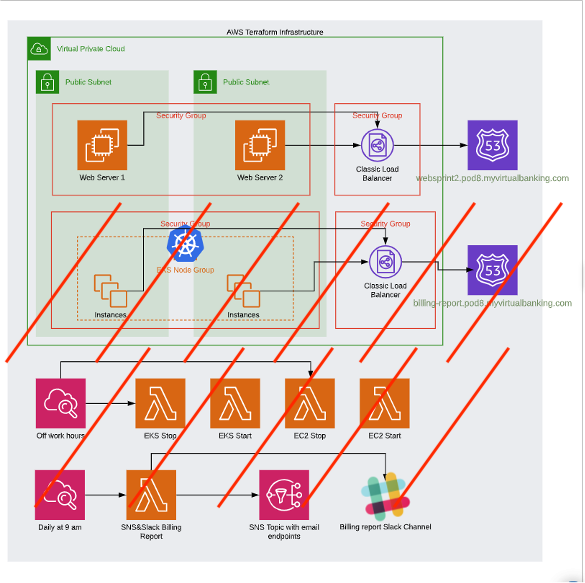 AWS Terraform Infrastructure
Virtual Private Cloud
Public Subnet
Public Subnet
Security Group
Security Group
Web Server 1
Web Server 2
Classic Load
Balancer
53
websprint2.pod8.myvirtualbanking.com
Security Group
Security Group
EKS Node Group
Instances
Instances
Classic Load
Balancer
53
billing-report.pod8.myvirtualbanking.com
Off work hours
EKS Stop
EKS Start
EC2 Stop
EC2 Start
Daily at 9 am
SNS&Slack Billing
Report
SNS Topic with email
endpoints
Billing report Slack Channel